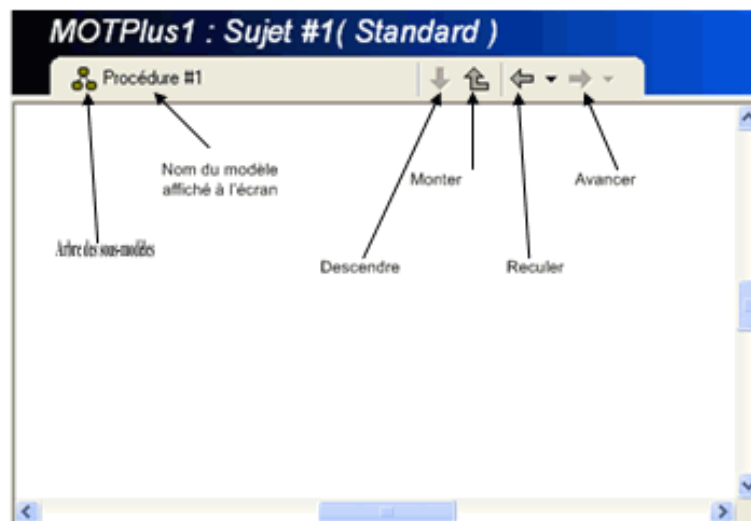 MOTPlus1 : Sujet #1( Standard )
Procédure #1
Nom du modèle
affiché à l'écran
Monter
Avancer
Arbre des sous-modèles
Descendre
Reculer